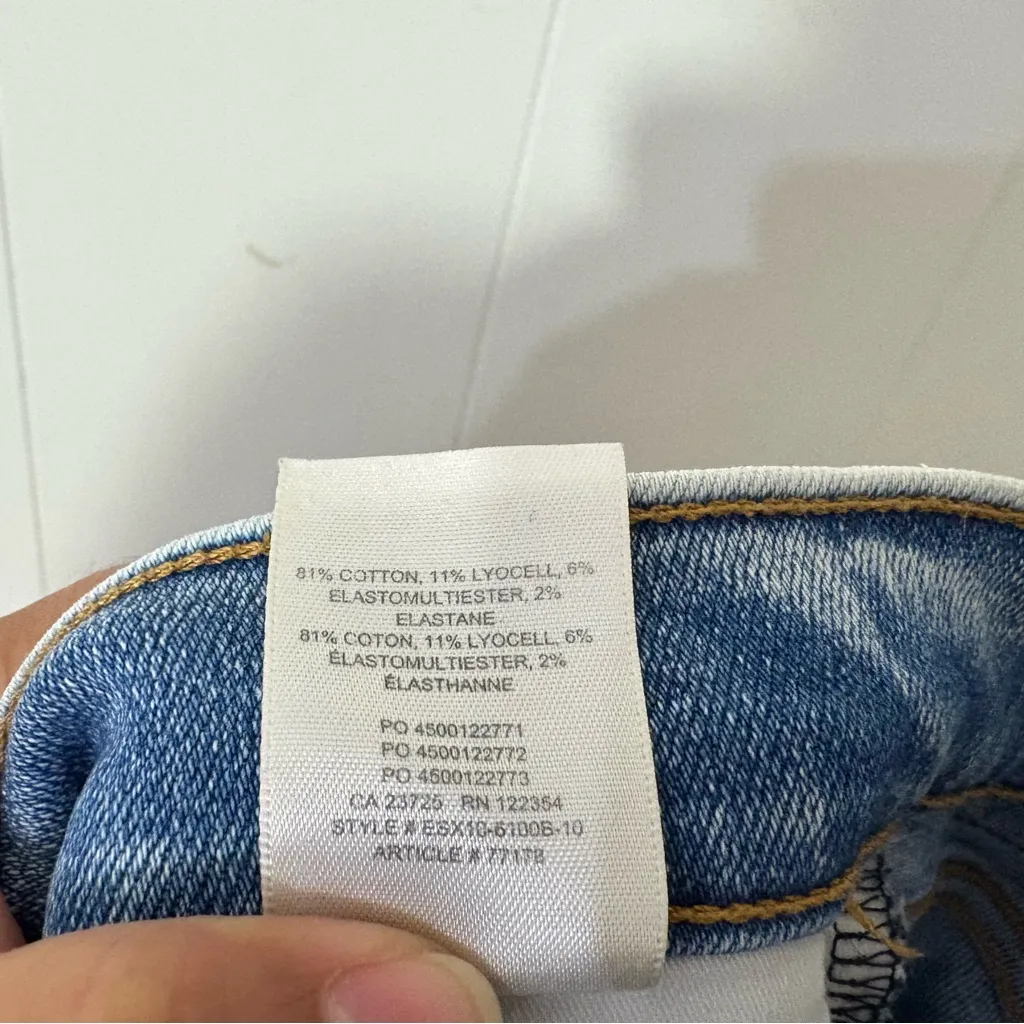 81% COTTON, 11% LYOCELL, 6%
ELASTOMULTIESTER, 2%
ELASTANE
81% COTON, 11% LYOCELL, 6%
ÉLASTOMULTIESTER, 2%
ÉLASTHANNE
PO 4500122771
PO 4500122772
PO 4500122773
CA 23725 RN 122354
STYLE # ESX10-6100B-10
ARTICLE # 77178